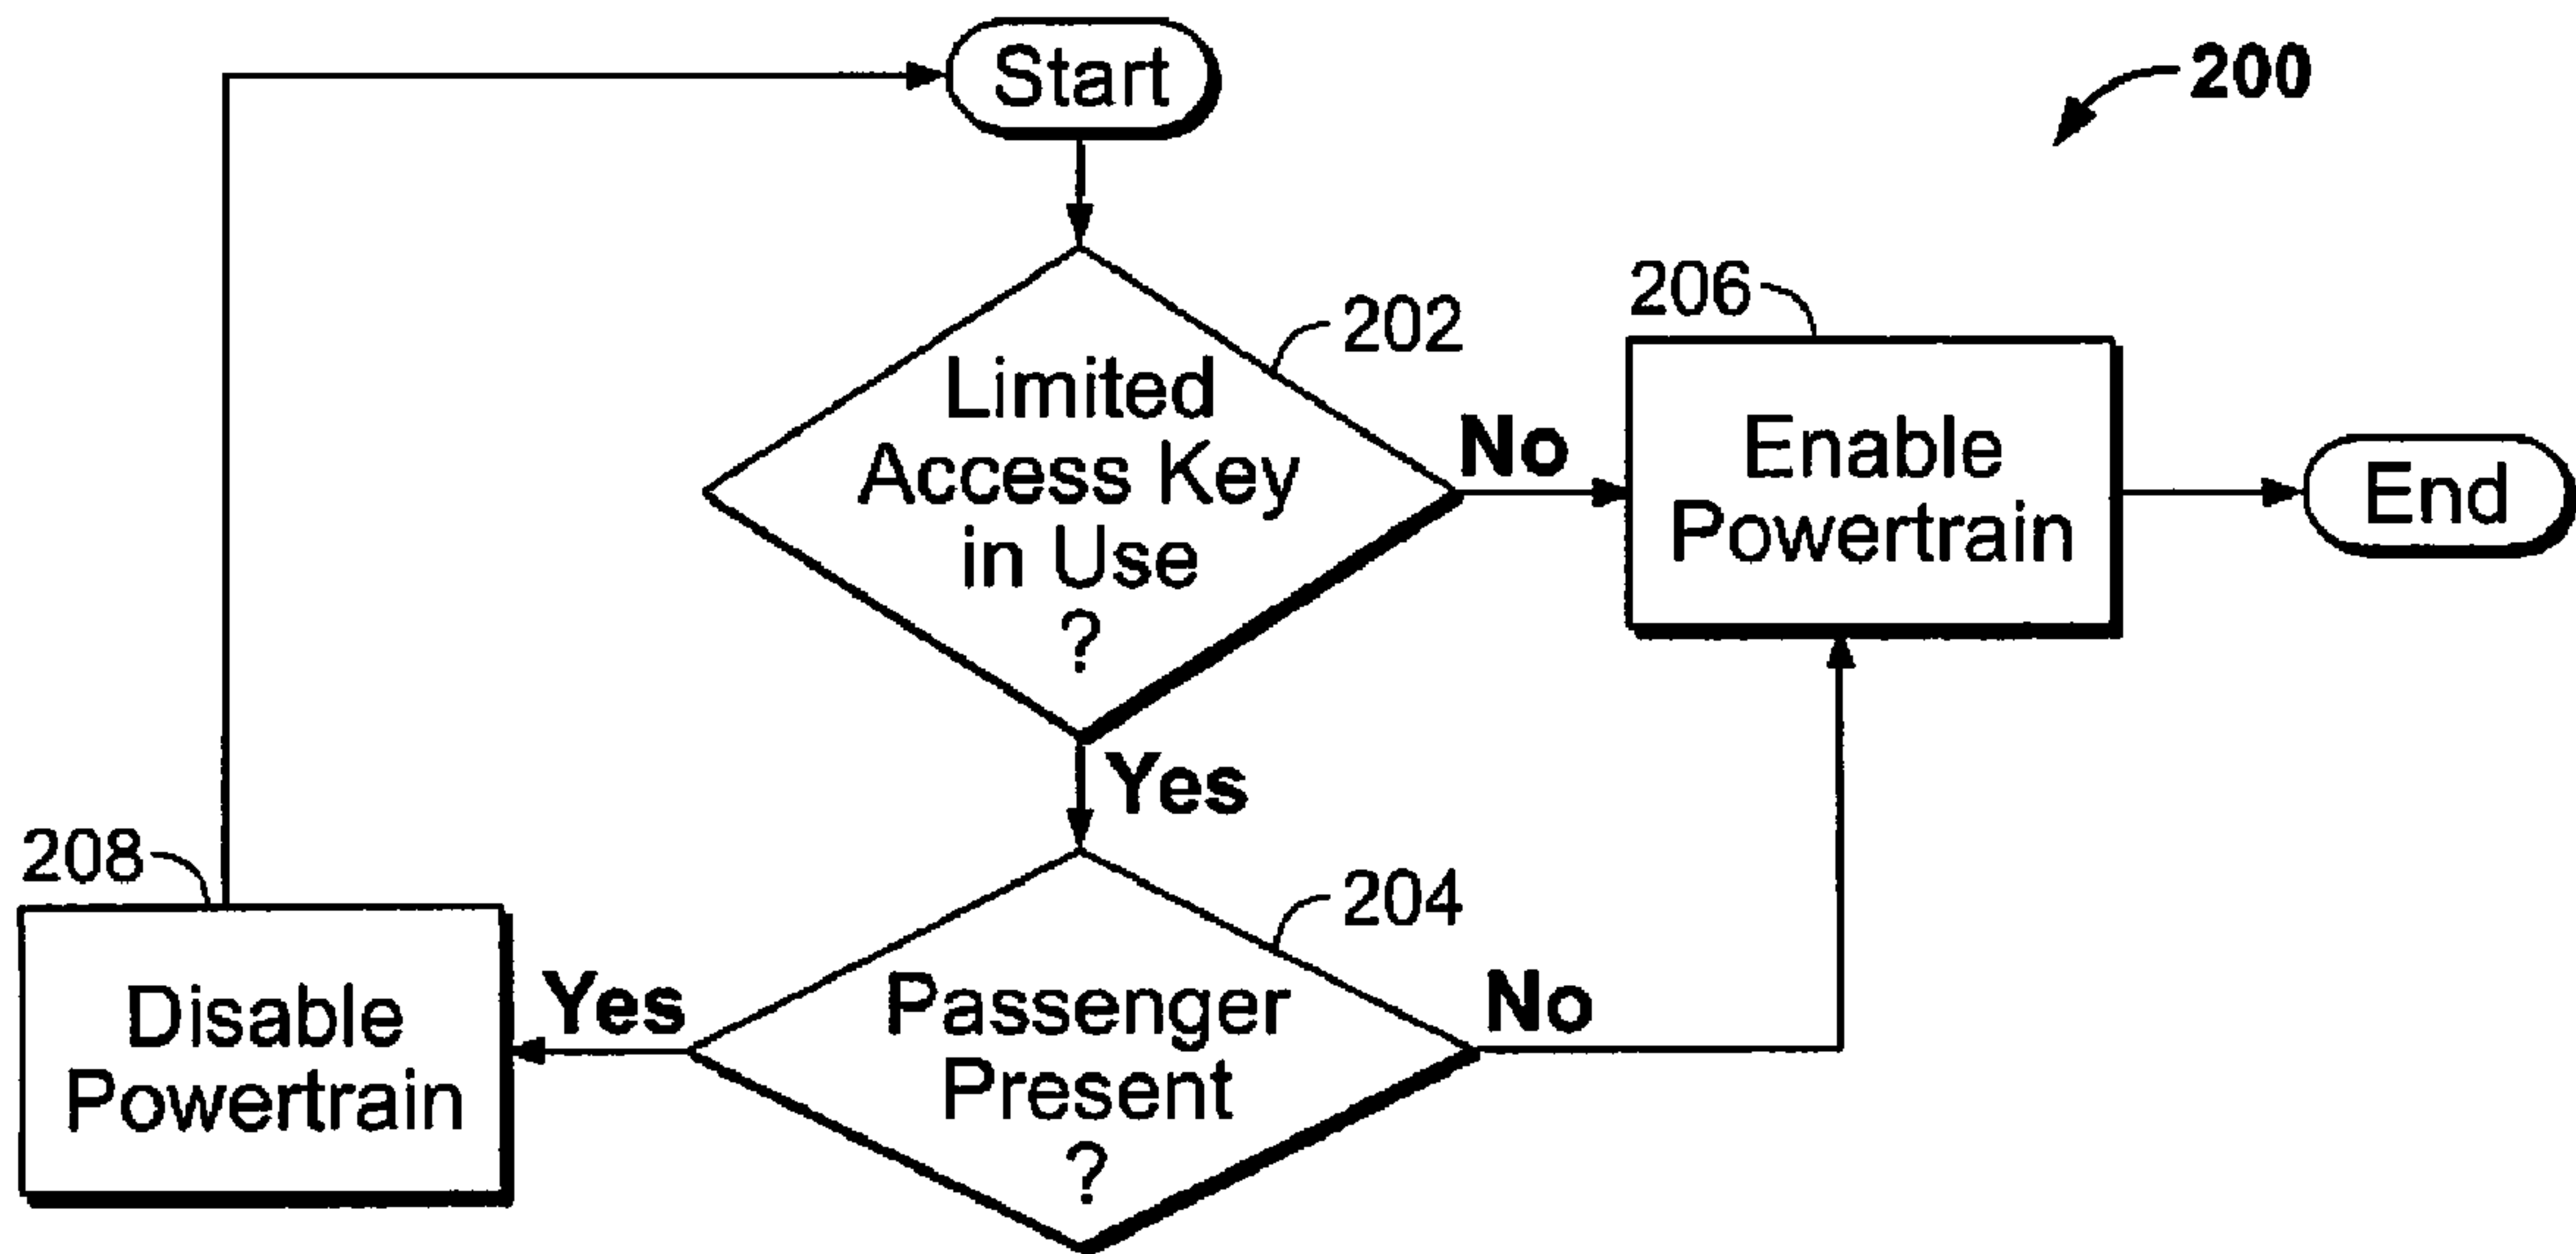 Start
200
202
Limited
Access Key
in Use
?
No
206
Enable
Powertrain
End
Yes
208
Disable
Powertrain
Yes
204
Passenger
Present
?
No